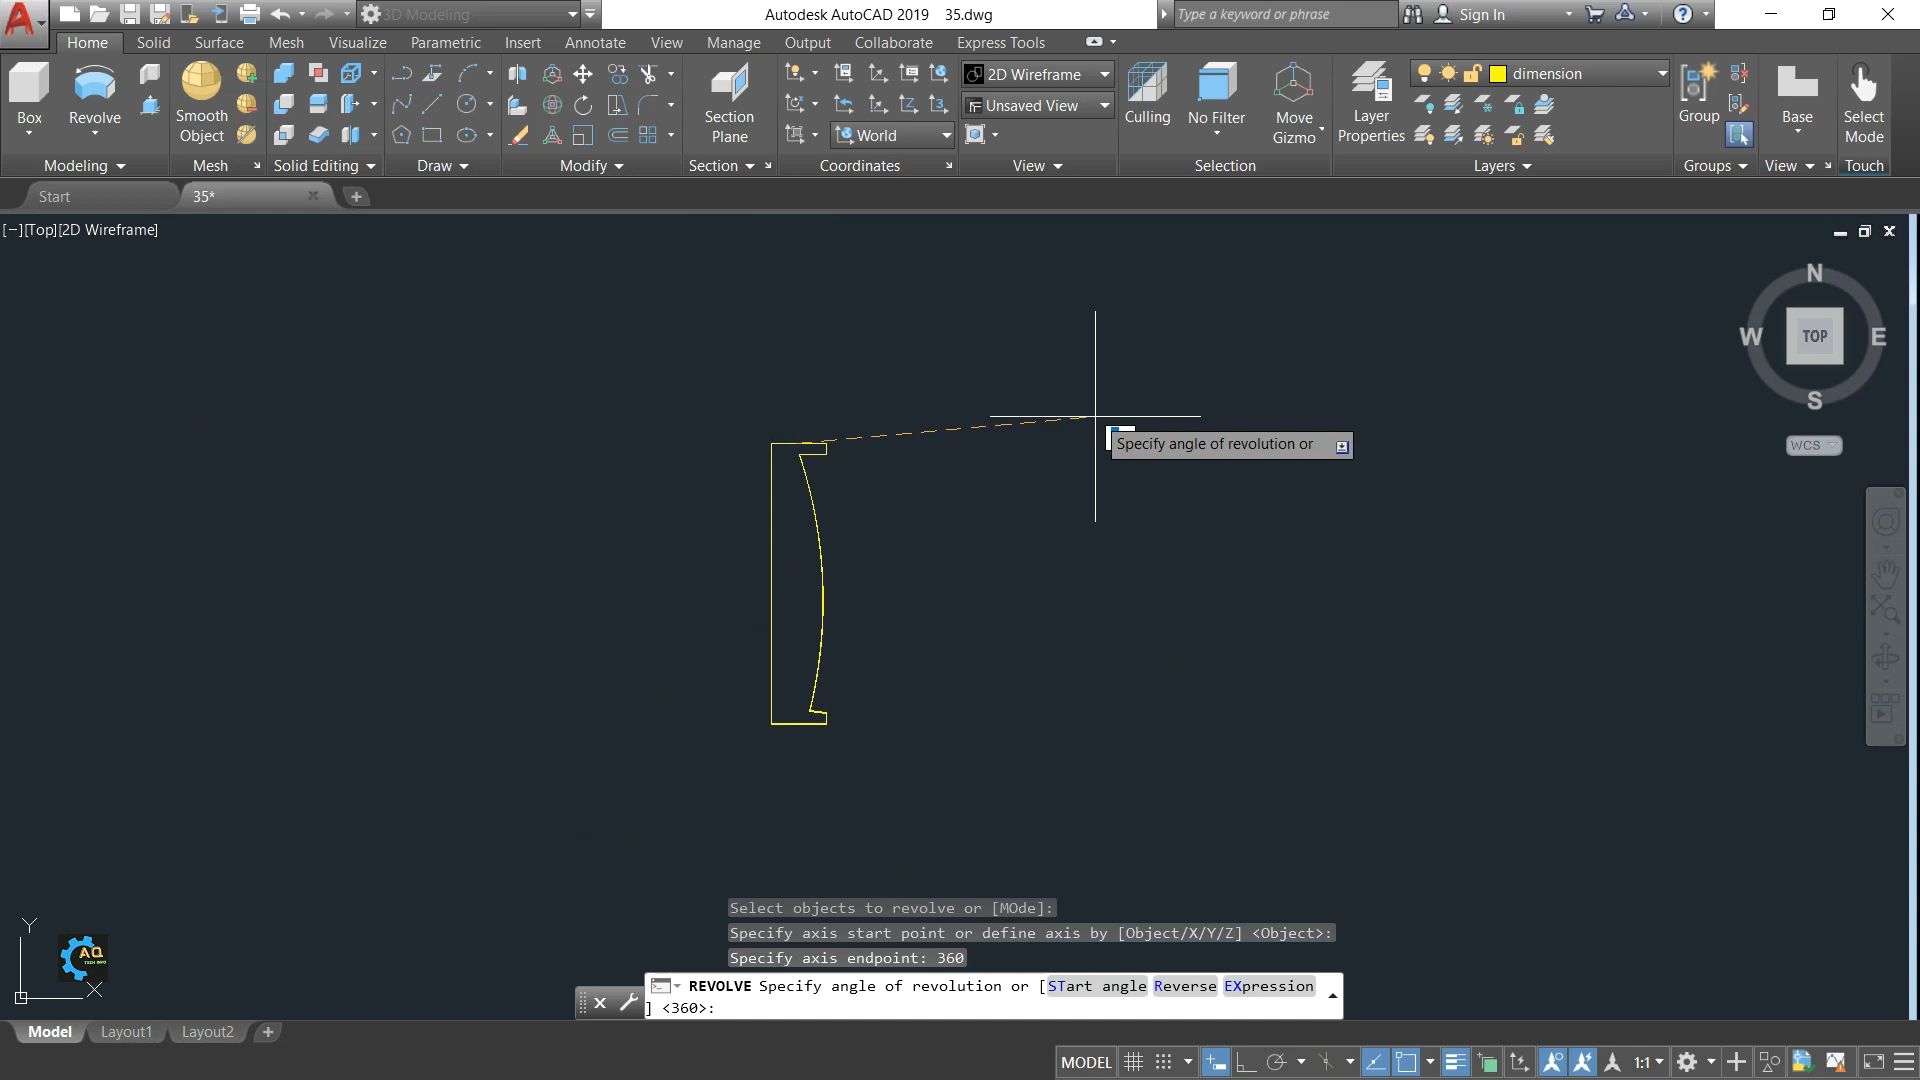 3D Modeling
Autodesk AutoCAD 2019 35.dwg
Type a keyword or phrase
Sign In
Home Solid Surface Mesh Visualize Parametric Insert Annotate View Manage Output Collaborate Express Tools
Box
Revolve
Smooth
Object
Section
Plane
World
2D Wireframe
Unsaved View
Culling
No Filter
Move
Gizmo
Layer
Properties
dimension
Group
Base
Select
Mode
Modeling Mesh Solid Editing Draw Modify Section Coordinates View Selection Layers Groups View Touch
Start
35*
[−][Top][2D Wireframe]
N
W TOP E
S
WCS
Specify angle of revolution or
Y
X
AQ
TECH INFO
Select objects to revolve or [MOde]:
Specify axis start point or define axis by [Object/X/Y/Z] <Object>:
Specify axis endpoint: 360
REVOLVE Specify angle of revolution or [STart angle Reverse EXpression
] <360>:
Model Layout1 Layout2
MODEL 1:1